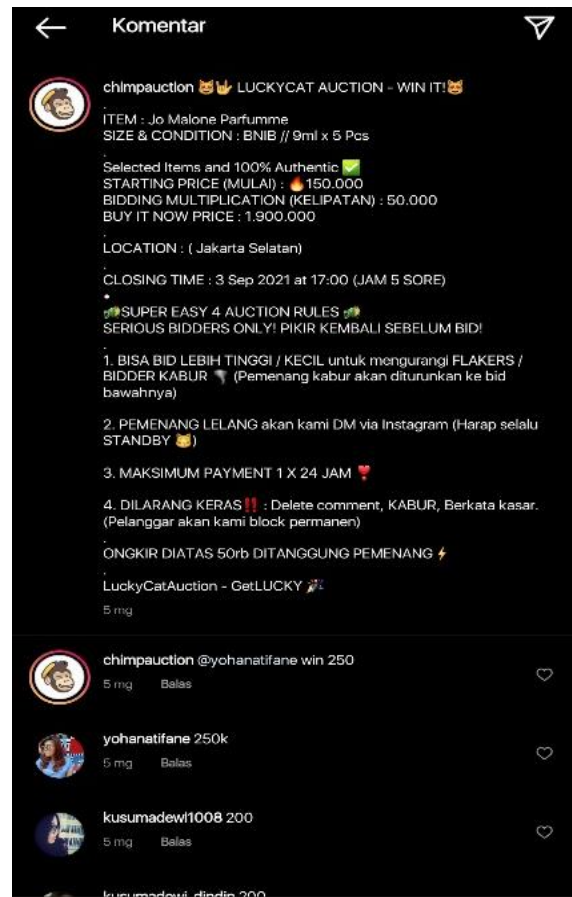 Komentar
chimpauction 😸🤟 LUCKYCAT AUCTION - WIN IT!😸
.
ITEM : Jo Malone Parfumme
SIZE & CONDITION : BNIB // 9ml x 5 Pcs
.
Selected Items and 100% Authentic ✅
STARTING PRICE (MULAI) : 🔥150.000
BIDDING MULTIPLICATION (KELIPATAN) : 50.000
BUY IT NOW PRICE : 1.900.000
.
LOCATION : ( Jakarta Selatan)
.
CLOSING TIME : 3 Sep 2021 at 17:00 (JAM 5 SORE)
•
🐲SUPER EASY 4 AUCTION RULES 🐲
SERIOUS BIDDERS ONLY! PIKIR KEMBALI SEBELUM BID!
.
1. BISA BID LEBIH TINGGI / KECIL untuk mengurangi FLAKERS /
BIDDER KABUR 🌪 (Pemenang kabur akan diturunkan ke bid
bawahnya)
2. PEMENANG LELANG akan kami DM via Instagram (Harap selalu
STANDBY 😸)
3. MAKSIMUM PAYMENT 1 X 24 JAM ❣️
4. DILARANG KERAS‼️ : Delete comment, KABUR, Berkata kasar.
(Pelanggar akan kami block permanen)
.
ONGKIR DIATAS 50rb DITANGGUNG PEMENANG ⚡
.
LuckyCatAuction - GetLUCKY 🎉
5 mg
chimpauction @yohanatifane win 250
5 mg Balas
yohanatifane 250k
5 mg Balas
kusumadewi1008 200
5 mg Balas
kusumadewi_dindin 200